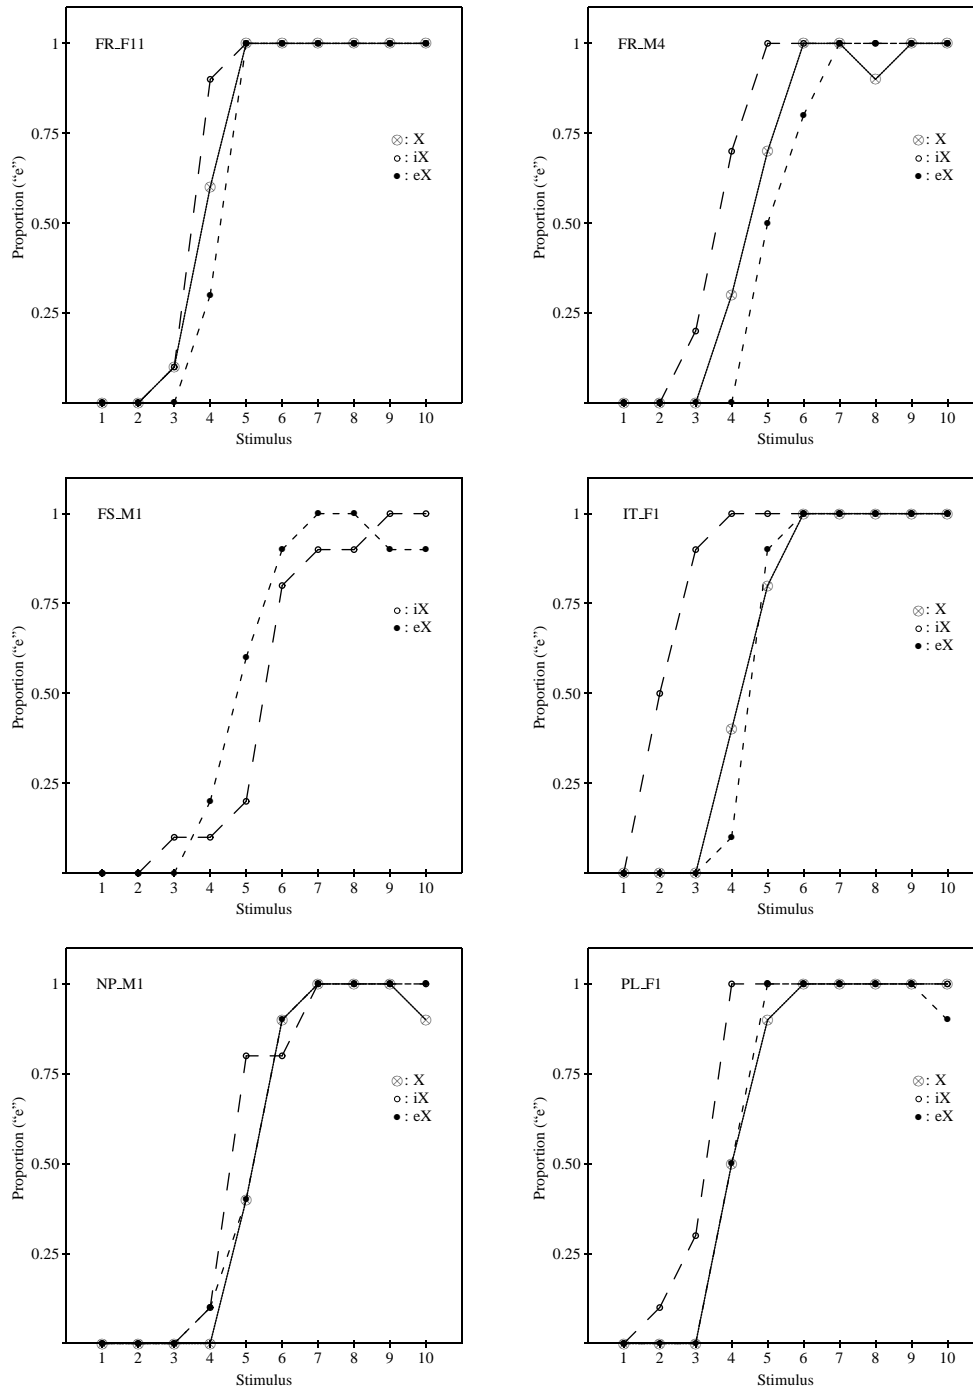 FR_F11
1
0.75
0.50
0.25
Proportion (“e”)
: X
: iX
: eX
1 2 3 4 5 6 7 8 9 10
Stimulus
FR_M4
1
0.75
0.50
0.25
Proportion (“e”)
: X
: iX
: eX
1 2 3 4 5 6 7 8 9 10
Stimulus
FS_M1
1
0.75
0.50
0.25
Proportion (“e”)
: iX
: eX
1 2 3 4 5 6 7 8 9 10
Stimulus
IT_F1
1
0.75
0.50
0.25
Proportion (“e”)
: X
: iX
: eX
1 2 3 4 5 6 7 8 9 10
Stimulus
NP_M1
1
0.75
0.50
0.25
Proportion (“e”)
: X
: iX
: eX
1 2 3 4 5 6 7 8 9 10
Stimulus
PL_F1
1
0.75
0.50
0.25
Proportion (“e”)
: X
: iX
: eX
1 2 3 4 5 6 7 8 9 10
Stimulus